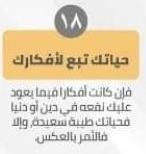 ١٨
حياتك تبع لأفكارك
فإن كانت أفكارا فيما يعود
عليك نفعه في دين أو دنيا
فحياتك طيبة سعيدة، وإلا
فالأمر بالعكس.